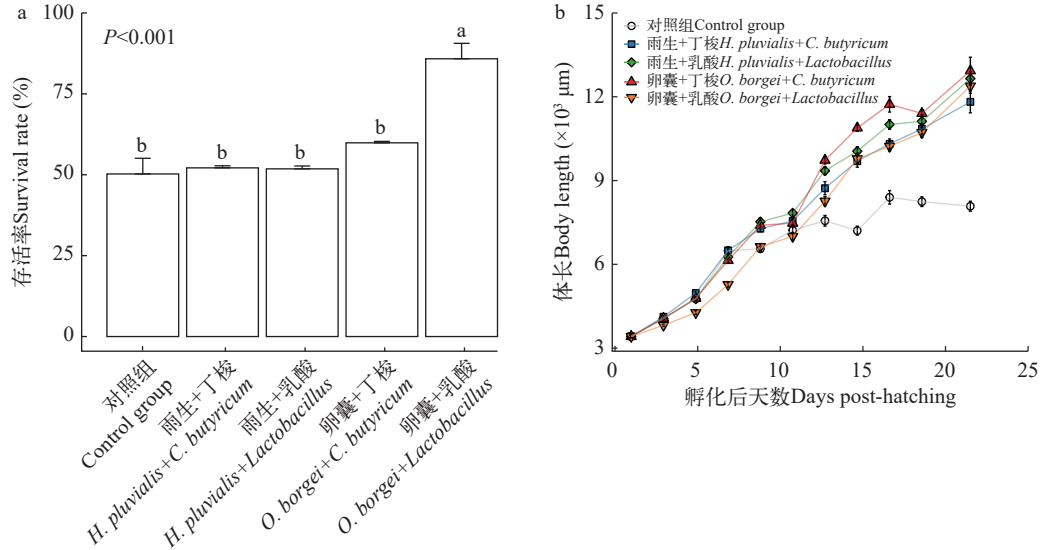 a
P<0.001
存活率Survival rate (%)
100
75
50
25
0
b
b
b
b
a
对照组
Control group
雨生+丁梭
H. pluvialis+C. butyricum
雨生+乳酸
H. pluvialis+Lactobacillus
卵囊+丁梭
O. borgei+C. butyricum
卵囊+乳酸
O. borgei+Lactobacillus
b
对照组Control group
雨生+丁梭H. pluvialis+C. butyricum
雨生+乳酸H. pluvialis+Lactobacillus
卵囊+丁梭O. borgei+C. butyricum
卵囊+乳酸O. borgei+Lactobacillus
体长Body length (×10³ μm)
15
12
9
6
3
0
5
10
15
20
25
孵化后天数Days post-hatching